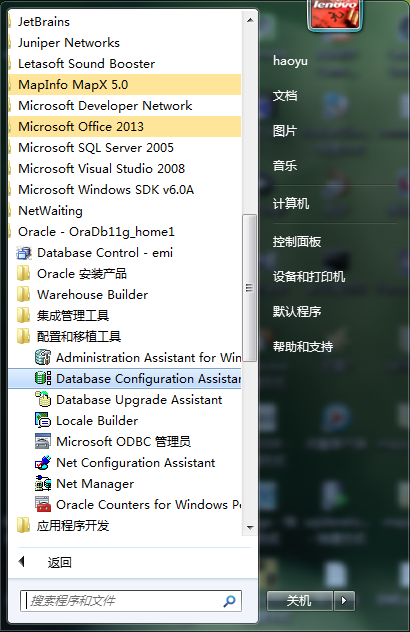 JetBrains
Juniper Networks
Letasoft Sound Booster
MapInfo MapX 5.0
Microsoft Developer Network
Microsoft Office 2013
Microsoft SQL Server 2005
Microsoft Visual Studio 2008
Microsoft Windows SDK v6.0A
NetWaiting
Oracle - OraDb11g_home1
Database Control - emi
Oracle 安装产品
Warehouse Builder
集成管理工具
配置和移植工具
Administration Assistant for Win
Database Configuration Assistan
Database Upgrade Assistant
Locale Builder
Microsoft ODBC 管理员
Net Configuration Assistant
Net Manager
Oracle Counters for Windows Pe
应用程序开发
返回
搜索程序和文件
lenovo
haoyu
文档
图片
音乐
计算机
控制面板
设备和打印机
默认程序
帮助和支持
关机